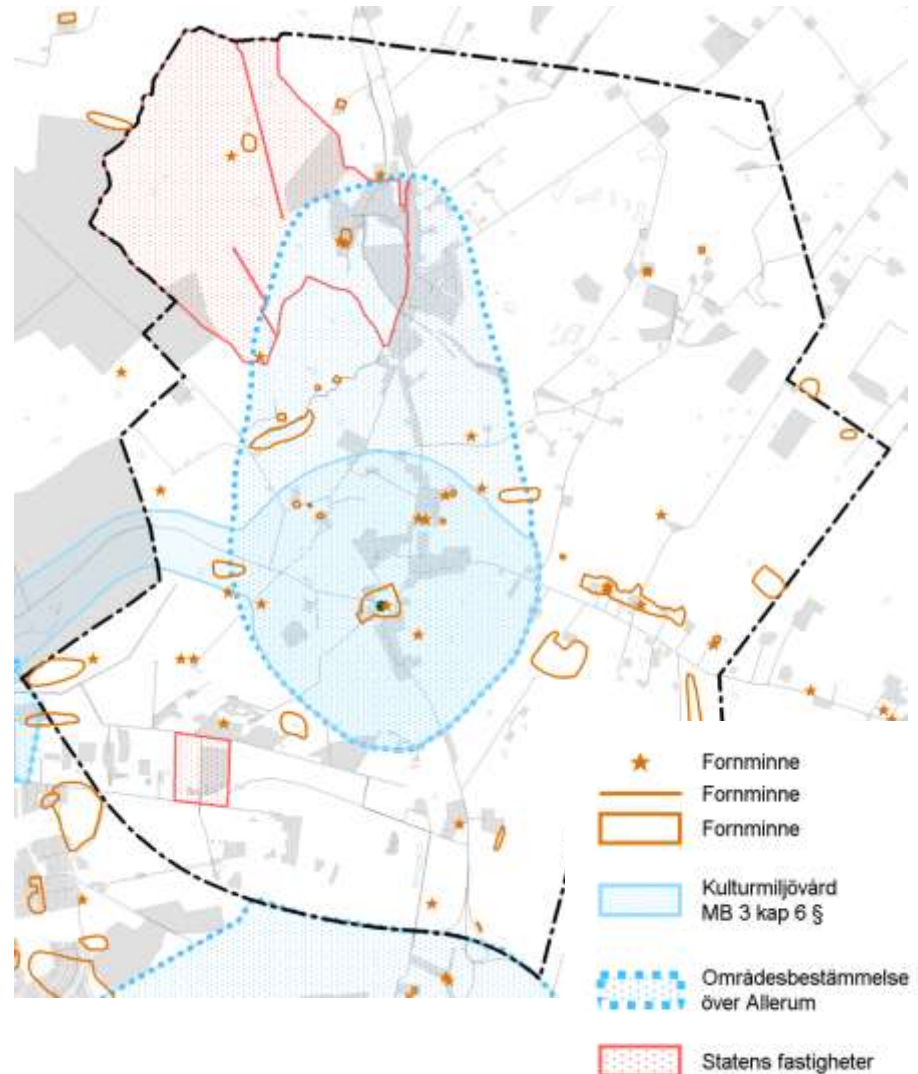 Fornminne
Fornminne
Fornminne
Kulturmiljövård
MB 3 kap 6 §
Områdesbestämmelse
över Allerum
Statens fastigheter